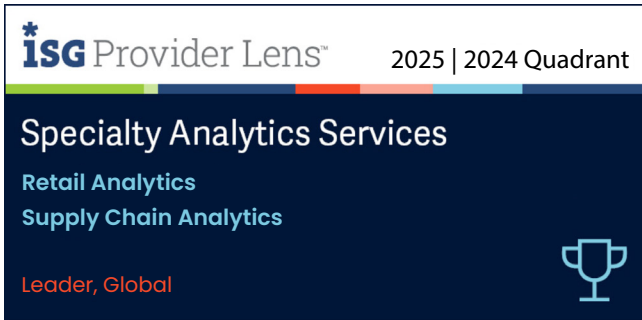 ISG Provider Lens™
2025 | 2024 Quadrant
Specialty Analytics Services
Retail Analytics
Supply Chain Analytics
Leader, Global